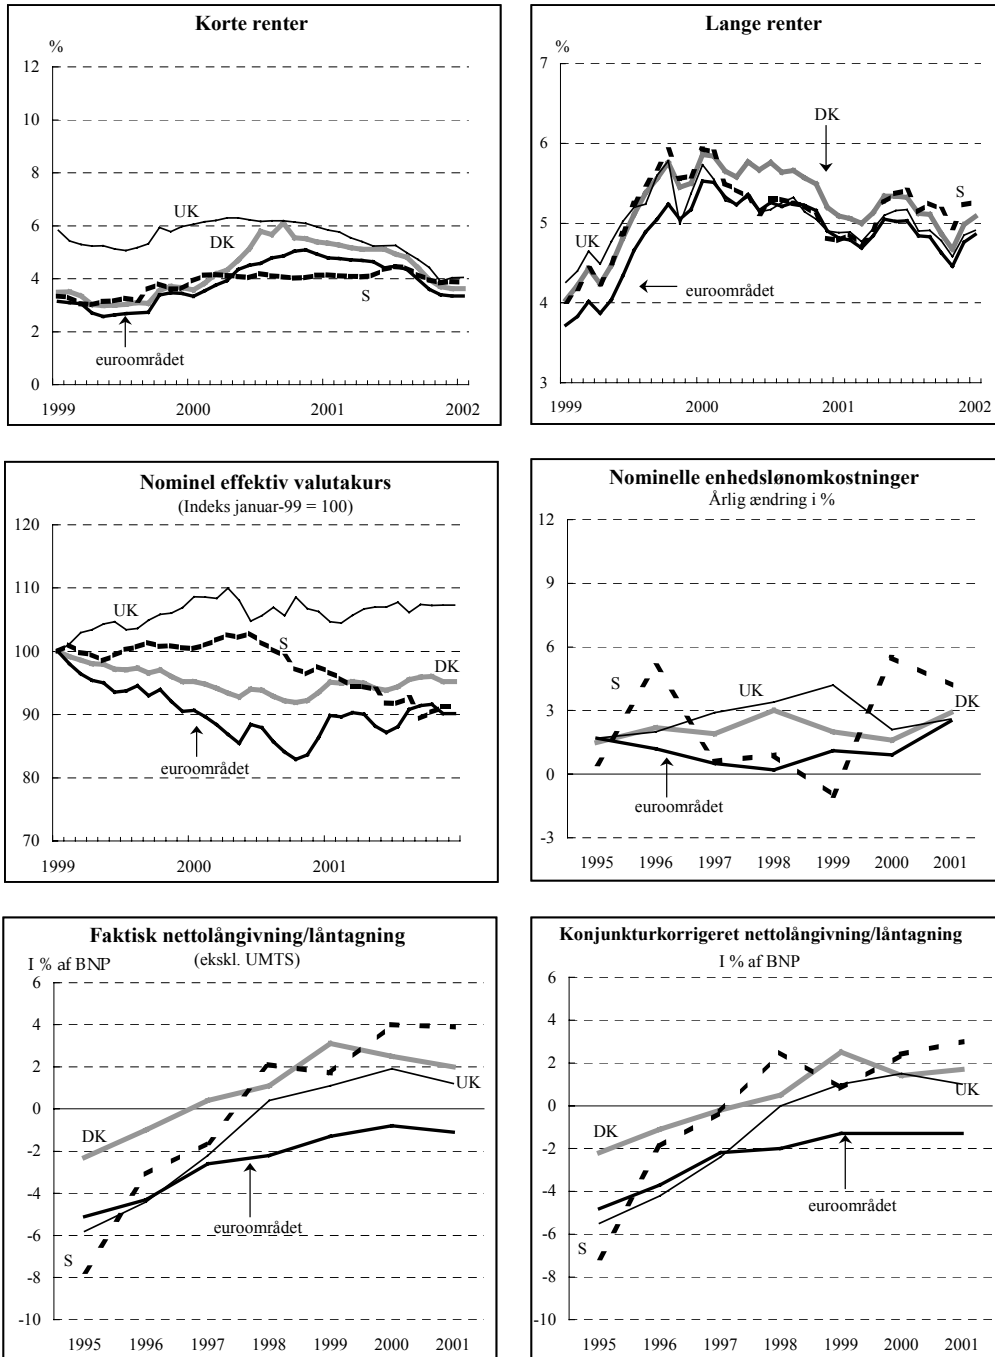 Korte renter
%
12
10
8
6
4
2
0
UK
DK
S
euroområdet
1999 2000 2001 2002
Lange renter
%
7
6
5
4
3
DK
S
UK
euroområdet
1999 2000 2001 2002
Nominel effektiv valutakurs
(Indeks januar-99 = 100)
120
110
100
90
80
70
UK
S
DK
euroområdet
1999 2000 2001
Nominelle enhedslønomkostninger
Årlig ændring i %
12
9
6
3
0
-3
S
UK
DK
euroområdet
1995 1996 1997 1998 1999 2000 2001
Faktisk nettolångivning/låntagning
(ekskl. UMTS)
I % af BNP
6
4
2
0
-2
-4
-6
-8
-10
UK
DK
euroområdet
S
1995 1996 1997 1998 1999 2000 2001
Konjunkturkorrigeret nettolångivning/låntagning
I % af BNP
6
4
2
0
-2
-4
-6
-8
-10
UK
DK
euroområdet
S
1995 1996 1997 1998 1999 2000 2001